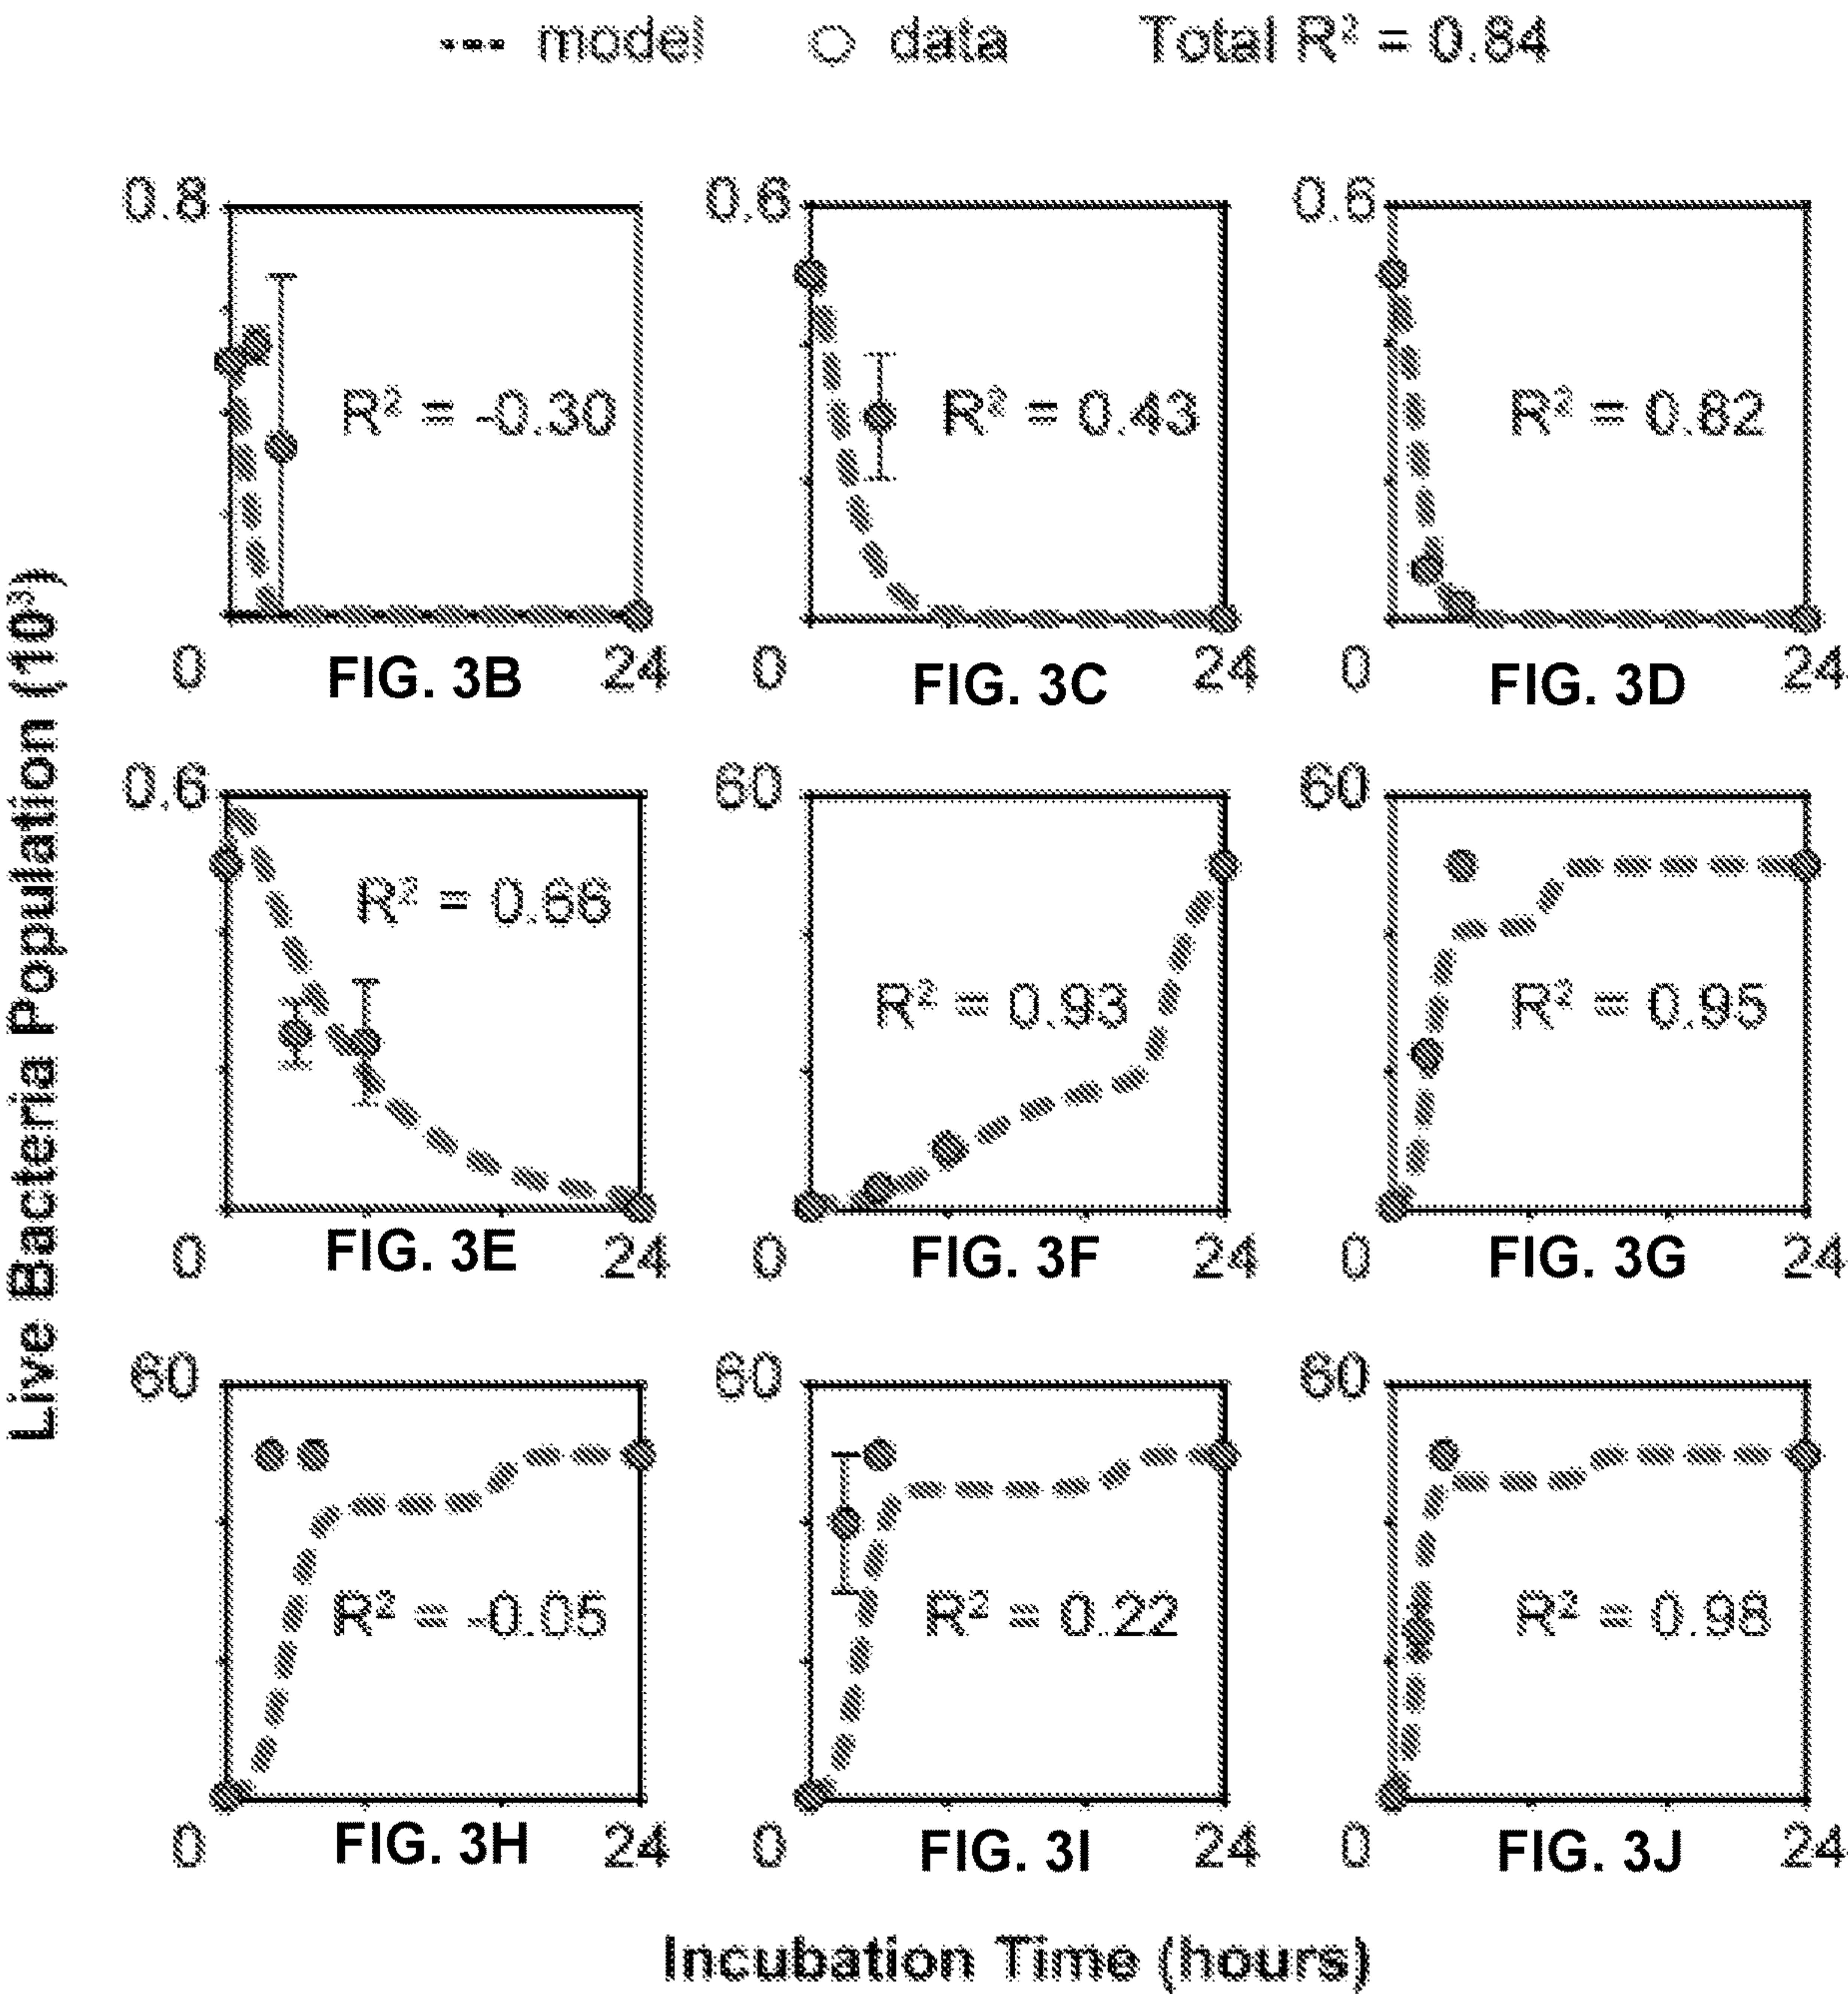 model data Total R² = 0.84
Live Bacteria Population (10³)
0.8 0.6 0.6
R² = -0.30 R² = 0.43 R² = 0.82
0 FIG. 3B 24 0 FIG. 3C 24 0 FIG. 3D 24
0.6 60 60
R² = 0.66 R² = 0.93 R² = 0.95
0 FIG. 3E 24 0 FIG. 3F 24 0 FIG. 3G 24
60 60 60
R² = -0.05 R² = 0.22 R² = 0.98
0 FIG. 3H 24 0 FIG. 3I 24 0 FIG. 3J 24
Incubation Time (hours)